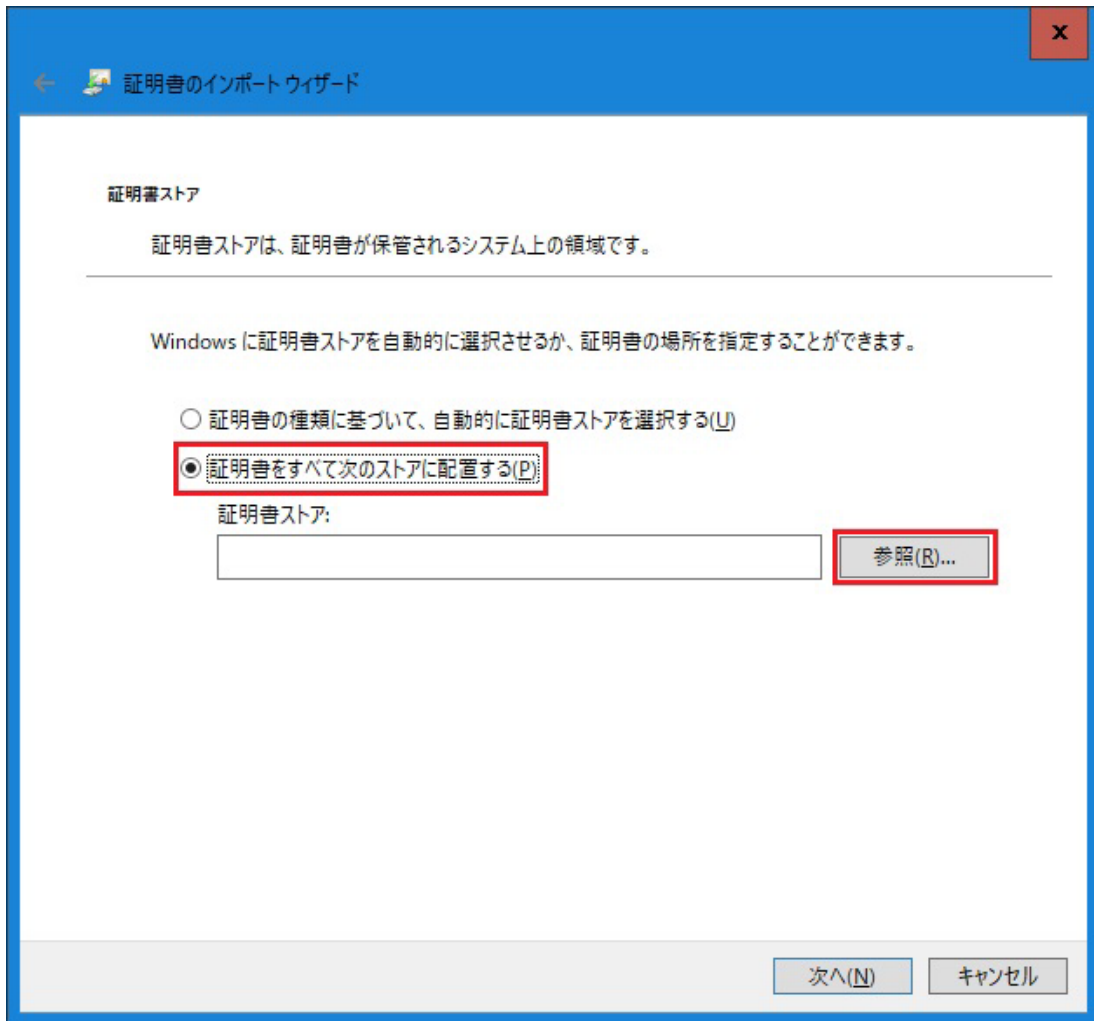 x
証明書のインポート ウィザード
証明書ストア
証明書ストアは、証明書が保管されるシステム上の領域です。
Windows に証明書ストアを自動的に選択させるか、証明書の場所を指定することができます。
証明書の種類に基づいて、自動的に証明書ストアを選択する(U)
証明書をすべて次のストアに配置する(P)
証明書ストア:
参照(R)...
次へ(N) キャンセル